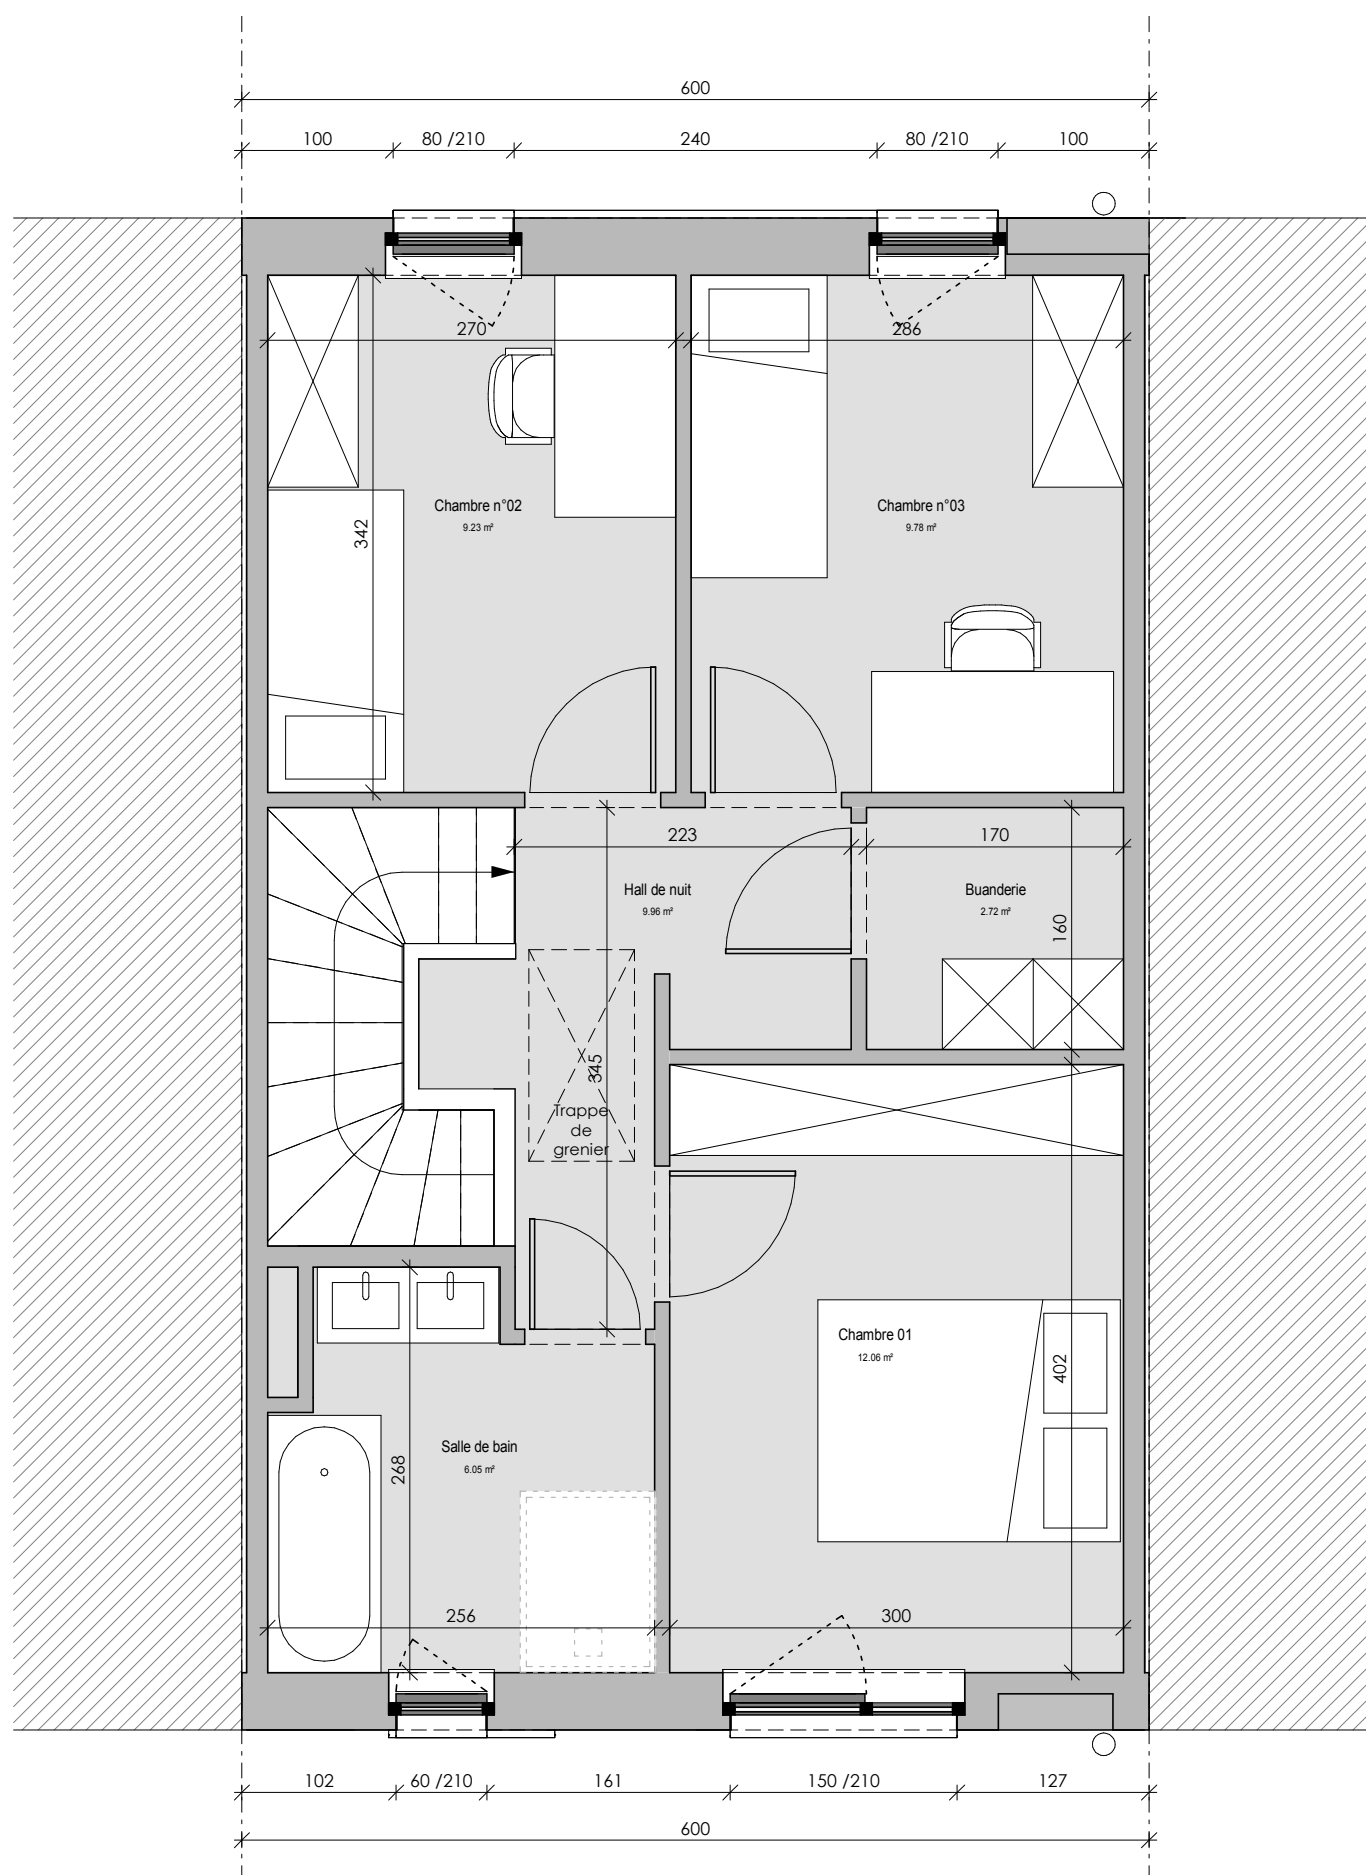 600
100
80 /210
240
80 /210
100
270
286
Chambre n°02
9.23 m²
Chambre n°03
9.78 m²
342
223
170
Hall de nuit
9.96 m²
Buanderie
2.72 m²
160
345
Trappe
de
grenier
Chambre 01
12.06 m²
402
Salle de bain
6.05 m²
268
256
300
102
60 /210
161
150 /210
127
600